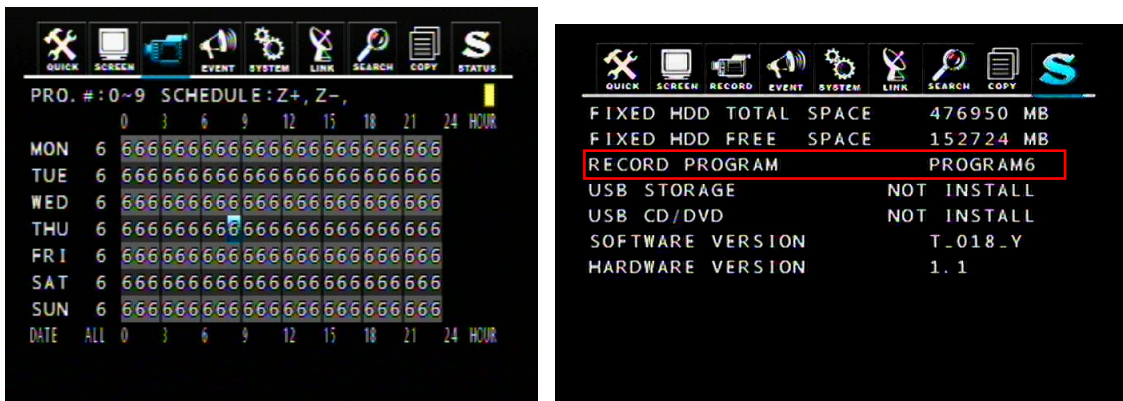 QUICK SCREEN EVENT SYSTEM LINK SEARCH COPY S STATUS
PRO. #:0~9 SCHEDULE:Z+, Z-,
0 3 6 9 12 15 18 21 24 HOUR
MON 6 666666666666666666666666
TUE 6 666666666666666666666666
WED 6 666666666666666666666666
THU 6 666666666666666666666666
FRI 6 666666666666666666666666
SAT 6 666666666666666666666666
SUN 6 666666666666666666666666
DATE ALL 0 3 6 9 12 15 18 21 24 HOUR
QUICK SCREEN RECORD EVENT SYSTEM LINK SEARCH COPY S
FIXED HDD TOTAL SPACE 476950 MB
FIXED HDD FREE SPACE 152724 MB
RECORD PROGRAM PROGRAM6
USB STORAGE NOT INSTALL
USB CD/DVD NOT INSTALL
SOFTWARE VERSION T_018_Y
HARDWARE VERSION 1.1